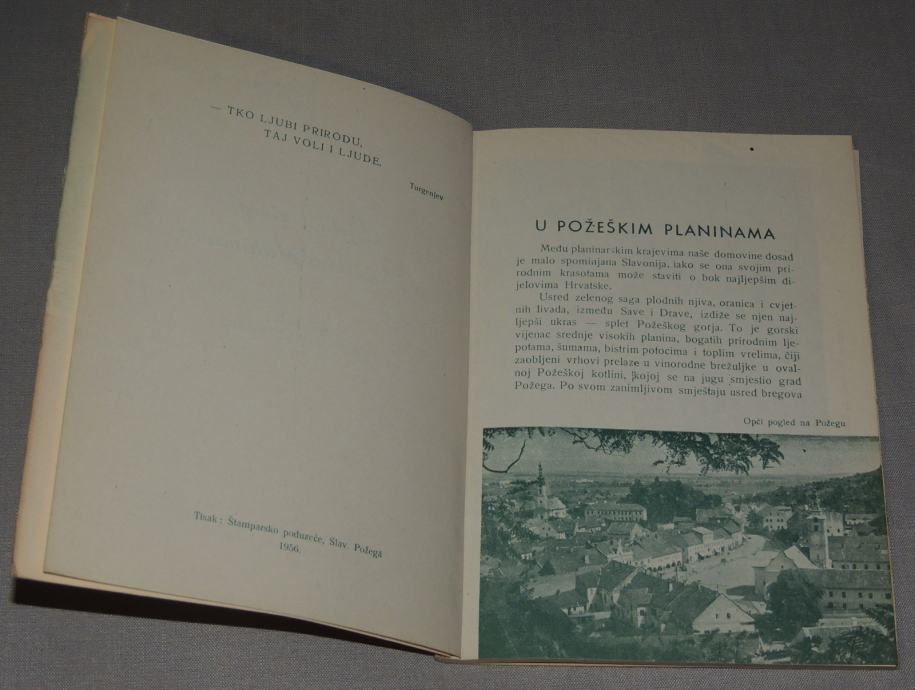 — TKO LJUBI PRIRODU,
TAJ VOLI I LJUDE.
Turgenjev
Tisak: Štamparsko poduzeće, Slav. Požega
1956.
U POŽEŠKIM PLANINAMA
Među planinarskim krajevima naše domovine dosad
je malo spominjana Slavonija, iako se ona svojim pri-
rodnim krasotama može staviti o bok najljepšim di-
jelovima Hrvatske.
Usred zelenog saga plodnih njiva, oranica i cvjet-
nih livada, između Save i Drave, izdiže se njen naj-
ljepši ukras — splet Požeškog gorja. To je gorski
vijenac srednje visokih planina, bogatih prirodnim lje-
potama, šumama, bistrim potocima i toplim vrelima, čiji
zaobljeni vrhovi prelaze u vinorodne brežuljke u oval-
noj Požeškoj kotlini, kojoj se na jugu smjestio grad
Požega. Po svom zanimljivom smještaju usred bregova
Opći pogled na Požegu